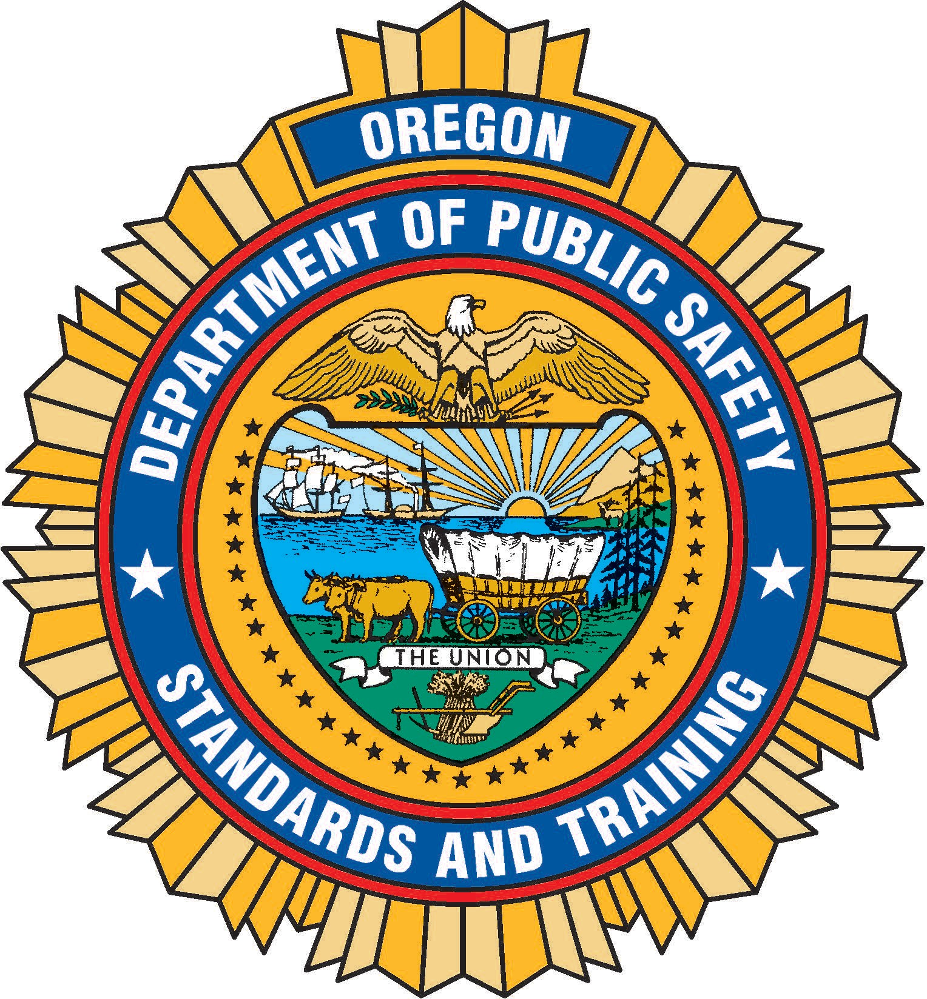 OREGON
DEPARTMENT OF PUBLIC SAFETY
STANDARDS AND TRAINING
THE UNION